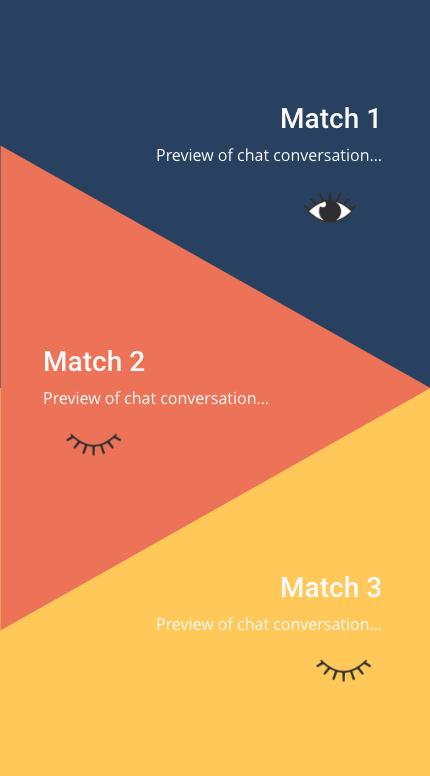 Match 1
Preview of chat conversation...
Match 2
Preview of chat conversation...
Match 3
Preview of chat conversation...